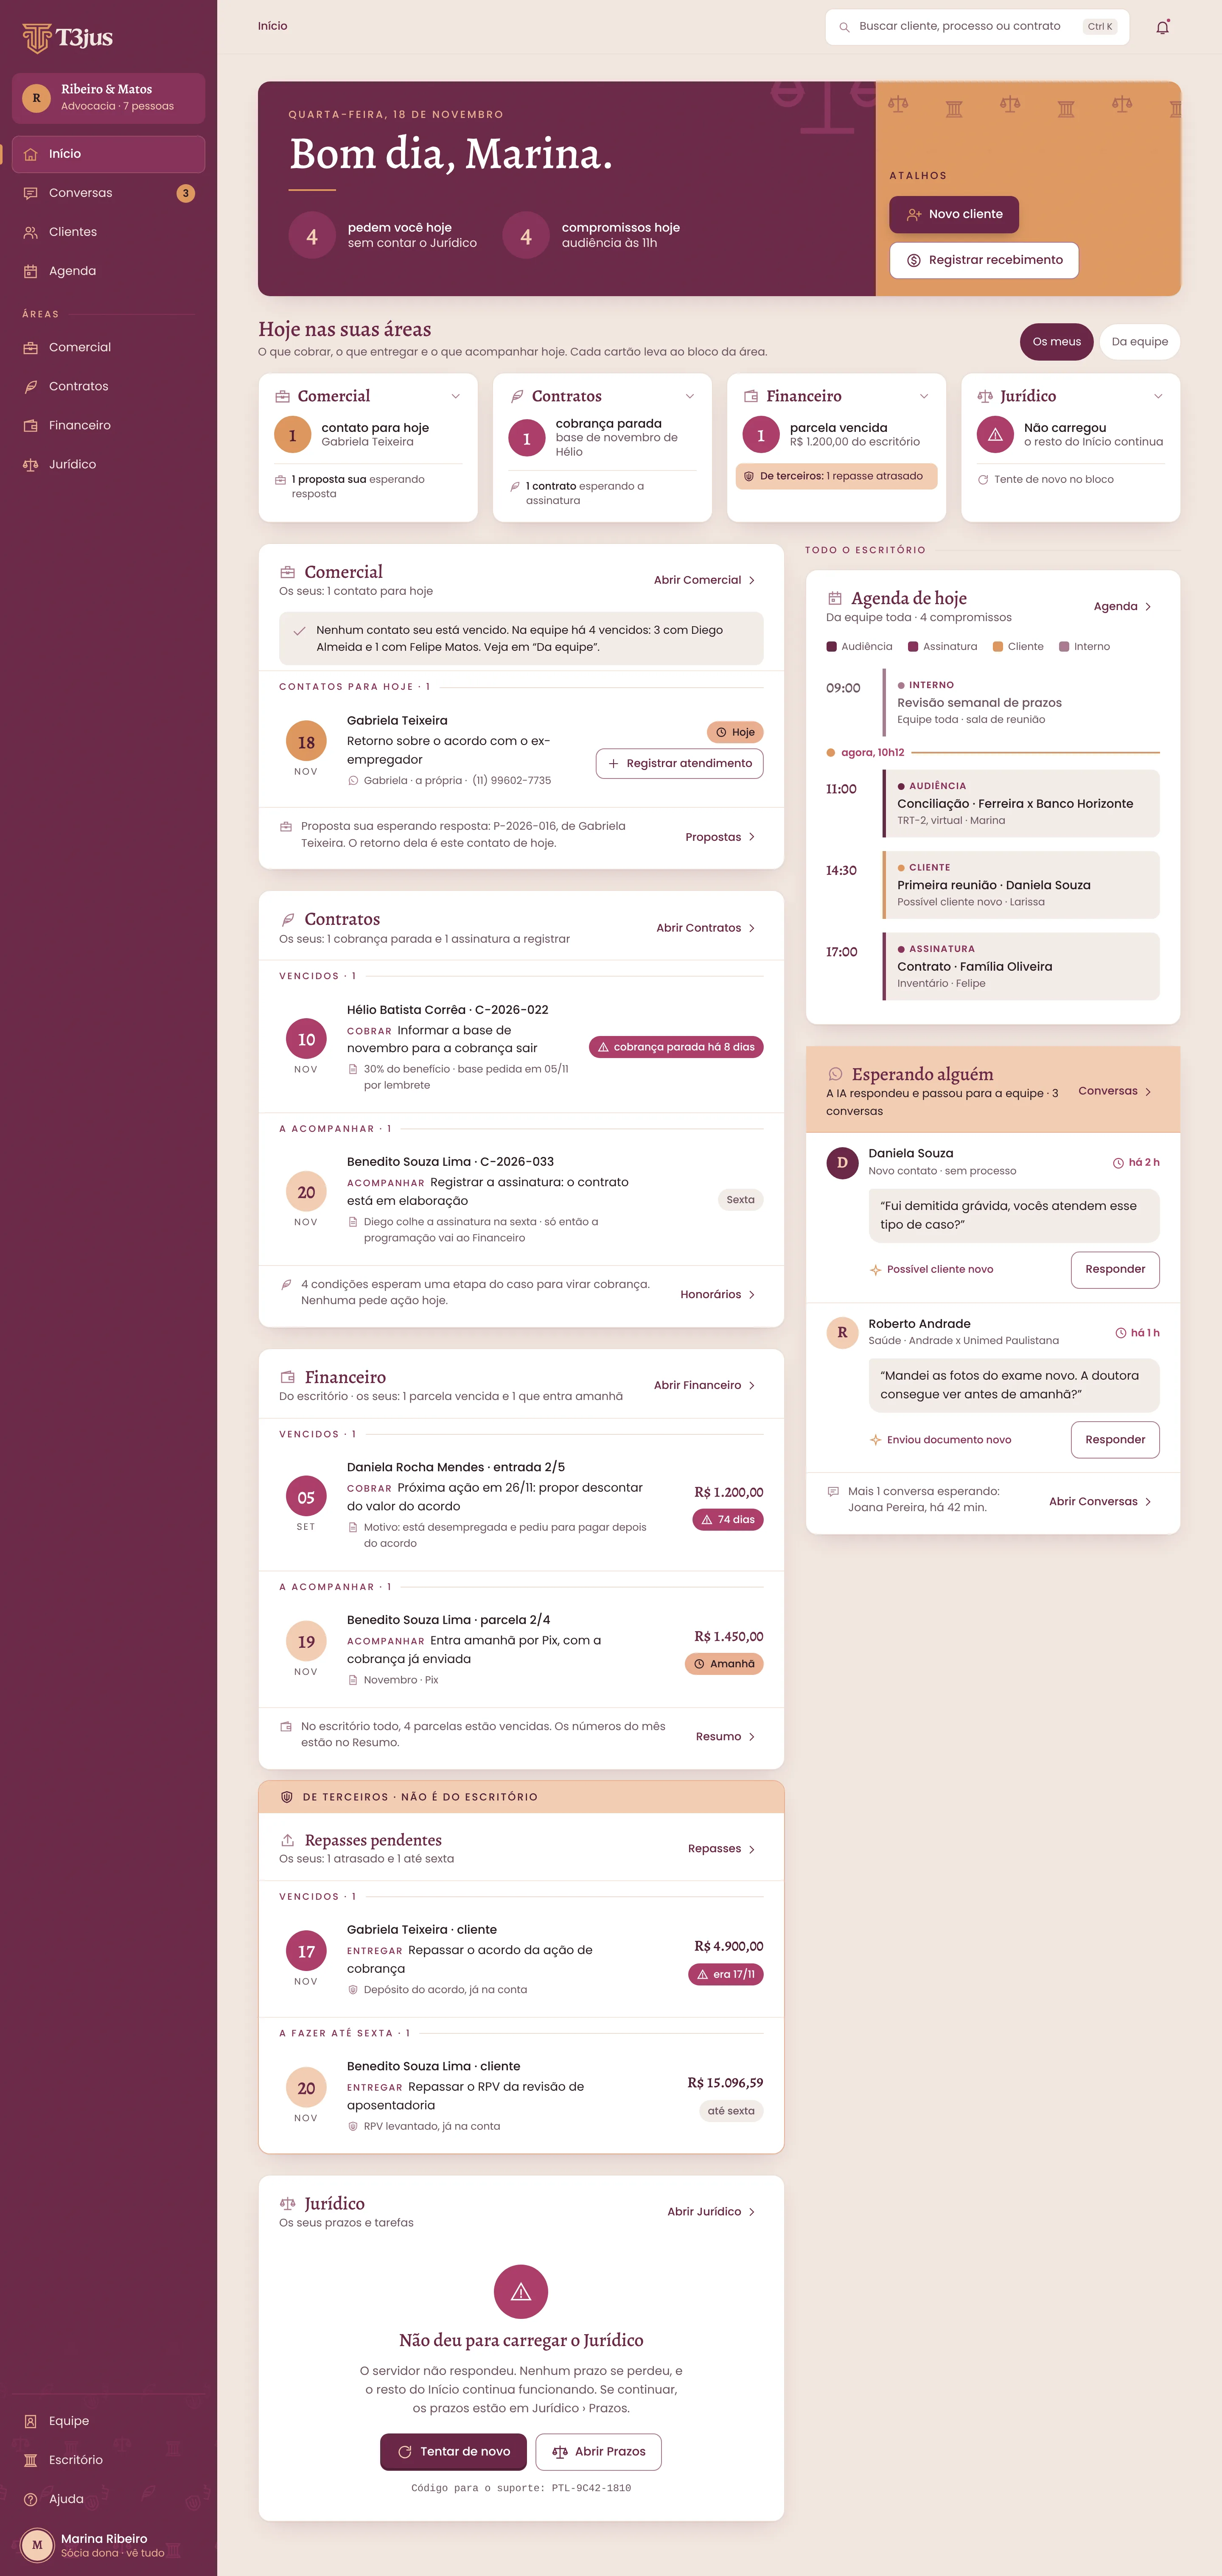 T3jus
R
Ribeiro & Matos
Advocacia · 7 pessoas
Início
Conversas
3
Clientes
Agenda
ÁREAS
Comercial
Contratos
Financeiro
Jurídico
Equipe
Escritório
Ajuda
M
Marina Ribeiro
Sócia dona · vê tudo
Início
Buscar cliente, processo ou contrato
Ctrl K
QUARTA-FEIRA, 18 DE NOVEMBRO
Bom dia, Marina.
4
pedem você hoje
sem contar o Jurídico
4
compromissos hoje
audiência às 11h
ATALHOS
Novo cliente
Registrar recebimento
Hoje nas suas áreas
O que cobrar, o que entregar e o que acompanhar hoje. Cada cartão leva ao bloco da área.
Os meus
Da equipe
Comercial
1
contato para hoje
Gabriela Teixeira
1 proposta sua esperando
resposta
Contratos
1
cobrança parada
base de novembro de
Hélio
1 contrato esperando a
assinatura
Financeiro
1
parcela vencida
R$ 1.200,00 do escritório
De terceiros: 1 repasse atrasado
Jurídico
Não carregou
o resto do Início continua
Tente de novo no bloco
Comercial
Os seus: 1 contato para hoje
Abrir Comercial
Nenhum contato seu está vencido. Na equipe há 4 vencidos: 3 com Diego
Almeida e 1 com Felipe Matos. Veja em “Da equipe”.
CONTATOS PARA HOJE · 1
18
NOV
Gabriela Teixeira
Retorno sobre o acordo com o ex-
empregador
Gabriela · a própria · (11) 99602-7735
Hoje
Registrar atendimento
Proposta sua esperando resposta: P-2026-016, de Gabriela
Teixeira. O retorno dela é este contato de hoje.
Propostas
Contratos
Os seus: 1 cobrança parada e 1 assinatura a registrar
Abrir Contratos
VENCIDOS · 1
10
NOV
Hélio Batista Corrêa · C-2026-022
COBRAR Informar a base de
novembro para a cobrança sair
30% do benefício · base pedida em 05/11
por lembrete
cobrança parada há 8 dias
A ACOMPANHAR · 1
20
NOV
Benedito Souza Lima · C-2026-033
ACOMPANHAR Registrar a assinatura: o contrato
está em elaboração
Diego colhe a assinatura na sexta · só então a
programação vai ao Financeiro
Sexta
4 condições esperam uma etapa do caso para virar cobrança.
Nenhuma pede ação hoje.
Honorários
Financeiro
Do escritório · os seus: 1 parcela vencida e 1 que entra amanhã
Abrir Financeiro
VENCIDOS · 1
05
SET
Daniela Rocha Mendes · entrada 2/5
COBRAR Próxima ação em 26/11: propor descontar
do valor do acordo
Motivo: está desempregada e pediu para pagar depois
do acordo
R$ 1.200,00
74 dias
A ACOMPANHAR · 1
19
NOV
Benedito Souza Lima · parcela 2/4
ACOMPANHAR Entra amanhã por Pix, com a
cobrança já enviada
Novembro · Pix
R$ 1.450,00
Amanhã
No escritório todo, 4 parcelas estão vencidas. Os números do mês
estão no Resumo.
Resumo
DE TERCEIROS · NÃO É DO ESCRITÓRIO
Repasses pendentes
Os seus: 1 atrasado e 1 até sexta
Repasses
VENCIDOS · 1
17
NOV
Gabriela Teixeira · cliente
ENTREGAR Repassar o acordo da ação de
cobrança
Depósito do acordo, já na conta
R$ 4.900,00
era 17/11
A FAZER ATÉ SEXTA · 1
20
NOV
Benedito Souza Lima · cliente
ENTREGAR Repassar o RPV da revisão de
aposentadoria
RPV levantado, já na conta
R$ 15.096,59
até sexta
Jurídico
Os seus prazos e tarefas
Abrir Jurídico
Não deu para carregar o Jurídico
O servidor não respondeu. Nenhum prazo se perdeu, e
o resto do Início continua funcionando. Se continuar,
os prazos estão em Jurídico › Prazos.
Tentar de novo
Abrir Prazos
Código para o suporte: PTL-9C42-1810
TODO O ESCRITÓRIO
Agenda de hoje
Da equipe toda · 4 compromissos
Agenda
Audiência
Assinatura
Cliente
Interno
09:00
INTERNO
Revisão semanal de prazos
Equipe toda · sala de reunião
agora, 10h12
11:00
AUDIÊNCIA
Conciliação · Ferreira x Banco Horizonte
TRT-2, virtual · Marina
14:30
CLIENTE
Primeira reunião · Daniela Souza
Possível cliente novo · Larissa
17:00
ASSINATURA
Contrato · Família Oliveira
Inventário · Felipe
Esperando alguém
A IA respondeu e passou para a equipe · 3
conversas
Conversas
D
Daniela Souza
Novo contato · sem processo
há 2 h
“Fui demitida grávida, vocês atendem esse
tipo de caso?”
Possível cliente novo
Responder
R
Roberto Andrade
Saúde · Andrade x Unimed Paulistana
há 1 h
“Mandei as fotos do exame novo. A doutora
consegue ver antes de amanhã?”
Enviou documento novo
Responder
Mais 1 conversa esperando:
Joana Pereira, há 42 min.
Abrir Conversas